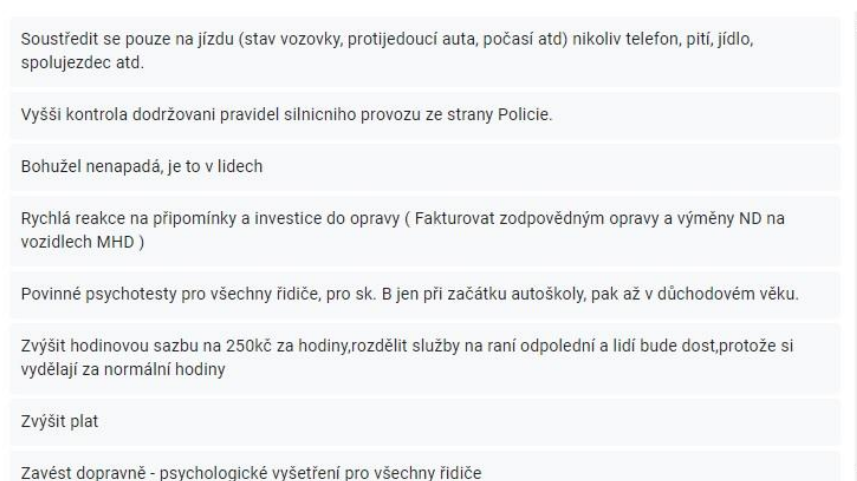 Soustředit se pouze na jízdu (stav vozovky, protijedoucí auta, počasí atd) nikoliv telefon, pití, jídlo,
spolujezdec atd.
Vyšši kontrola dodržovani pravidel silnicniho provozu ze strany Policie.
Bohužel nenapadá, je to v lidech
Rychlá reakce na připomínky a investice do opravy ( Fakturovat zodpovědným opravy a výměny ND na
vozidlech MHD )
Povinné psychotesty pro všechny řidiče, pro sk. B jen při začátku autoškoly, pak až v důchodovém věku.
Zvýšit hodinovou sazbu na 250kč za hodiny,rozdělit služby na raní odpolední a lidí bude dost,protože si
vydělají za normální hodiny
Zvýšit plat
Zavést dopravně - psychologické vyšetření pro všechny řidiče